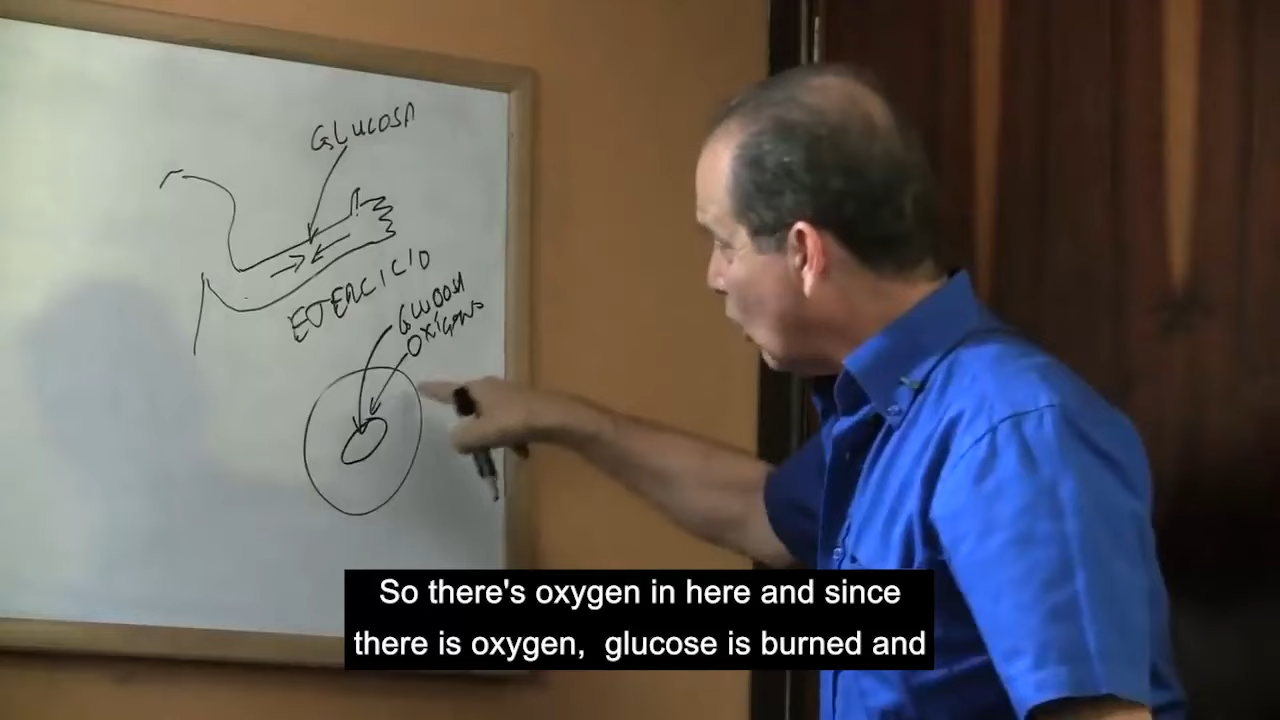 GLUCOSA
EJERCICIO
GLUCOSA
OXÍGENO
So there's oxygen in here and since
there is oxygen,  glucose is burned and